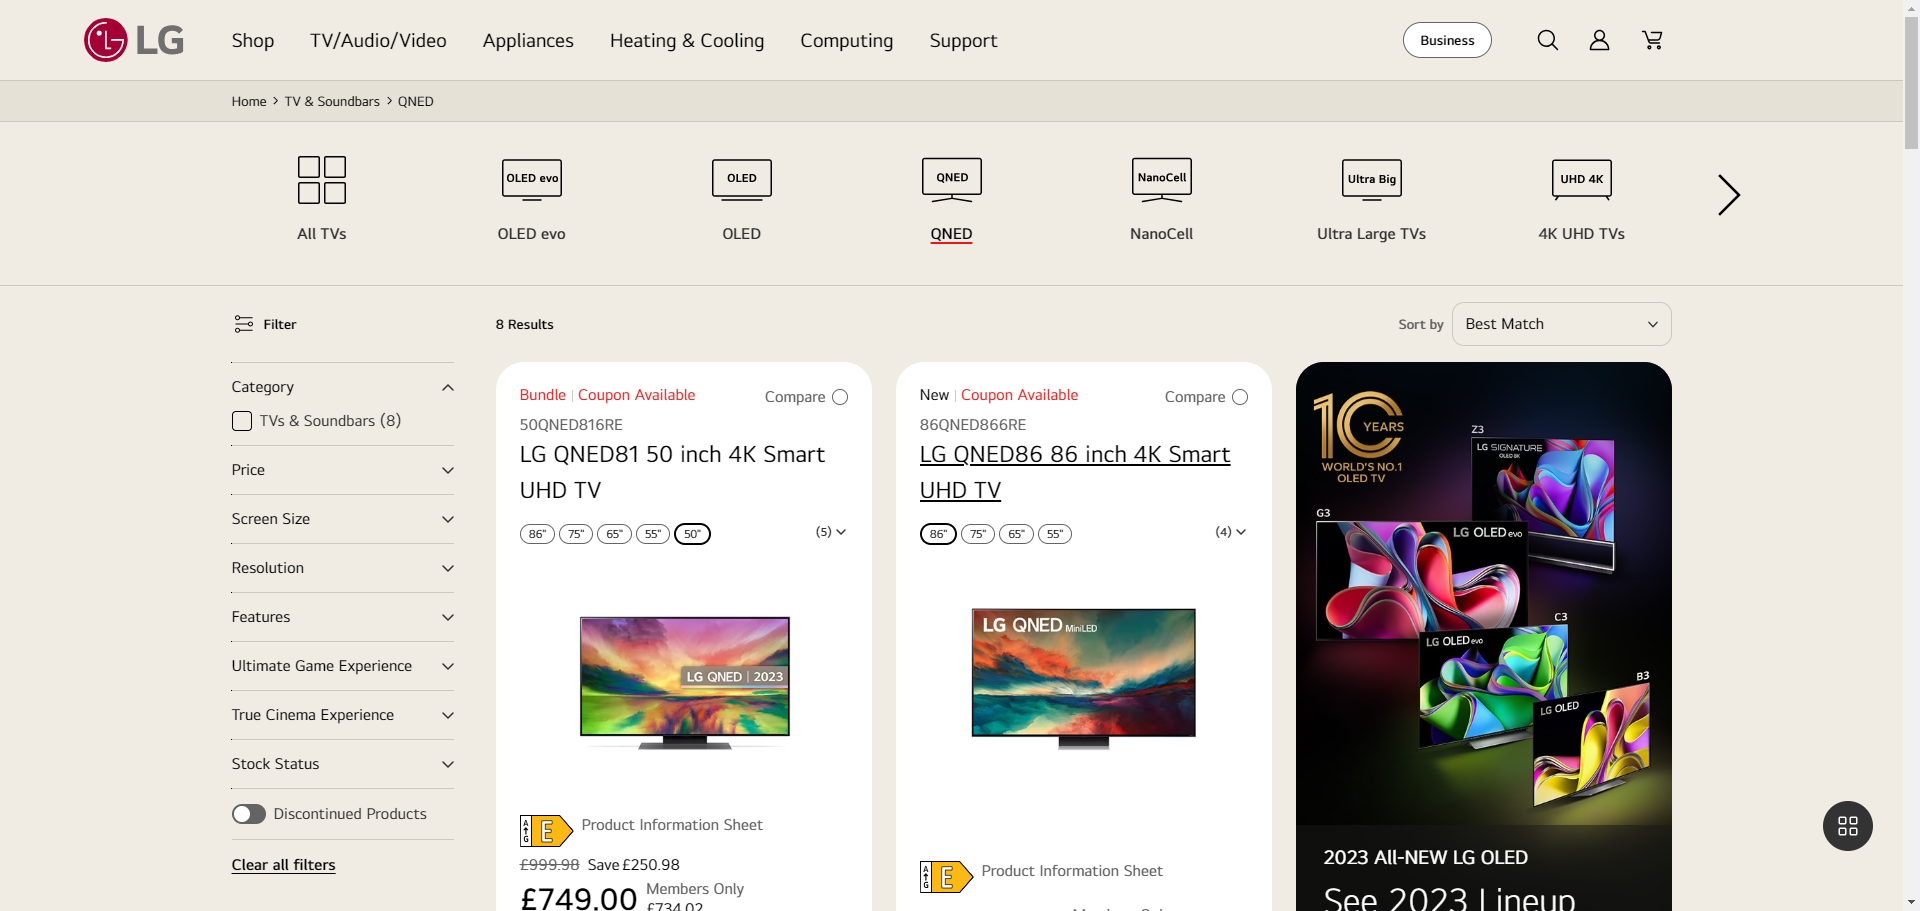 LG
Shop
TV/Audio/Video
Appliances
Heating & Cooling
Computing
Support
Business
Home > TV & Soundbars > QNED
OLED evo
OLED
QNED
NanoCell
Ultra Big
UHD 4K
All TVs
OLED evo
OLED
QNED
NanoCell
Ultra Large TVs
4K UHD TVs
Filter
8 Results
Sort by
Best Match
Category
TVs & Soundbars (8)
Price
Screen Size
Resolution
Features
Ultimate Game Experience
True Cinema Experience
Stock Status
Discontinued Products
Clear all filters
Bundle | Coupon Available
Compare
50QNED816RE
LG QNED81 50 inch 4K Smart
UHD TV
86" 75" 65" 55" 50"
(5)
LG QNED | 2023
A
G
E
Product Information Sheet
£999.98 Save £250.98
£749.00
Members Only
£734.02
New | Coupon Available
Compare
86QNED866RE
LG QNED86 86 inch 4K Smart
UHD TV
86" 75" 65" 55"
(4)
LG QNED MiniLED
A
G
E
Product Information Sheet
Members Only
10 YEARS
WORLD'S NO.1
OLED TV
Z3
LG SIGNATURE
OLED 8K
G3
LG OLED evo
C3
LG OLED evo
B3
LG OLED
2023 All-NEW LG OLED
See 2023 Lineup